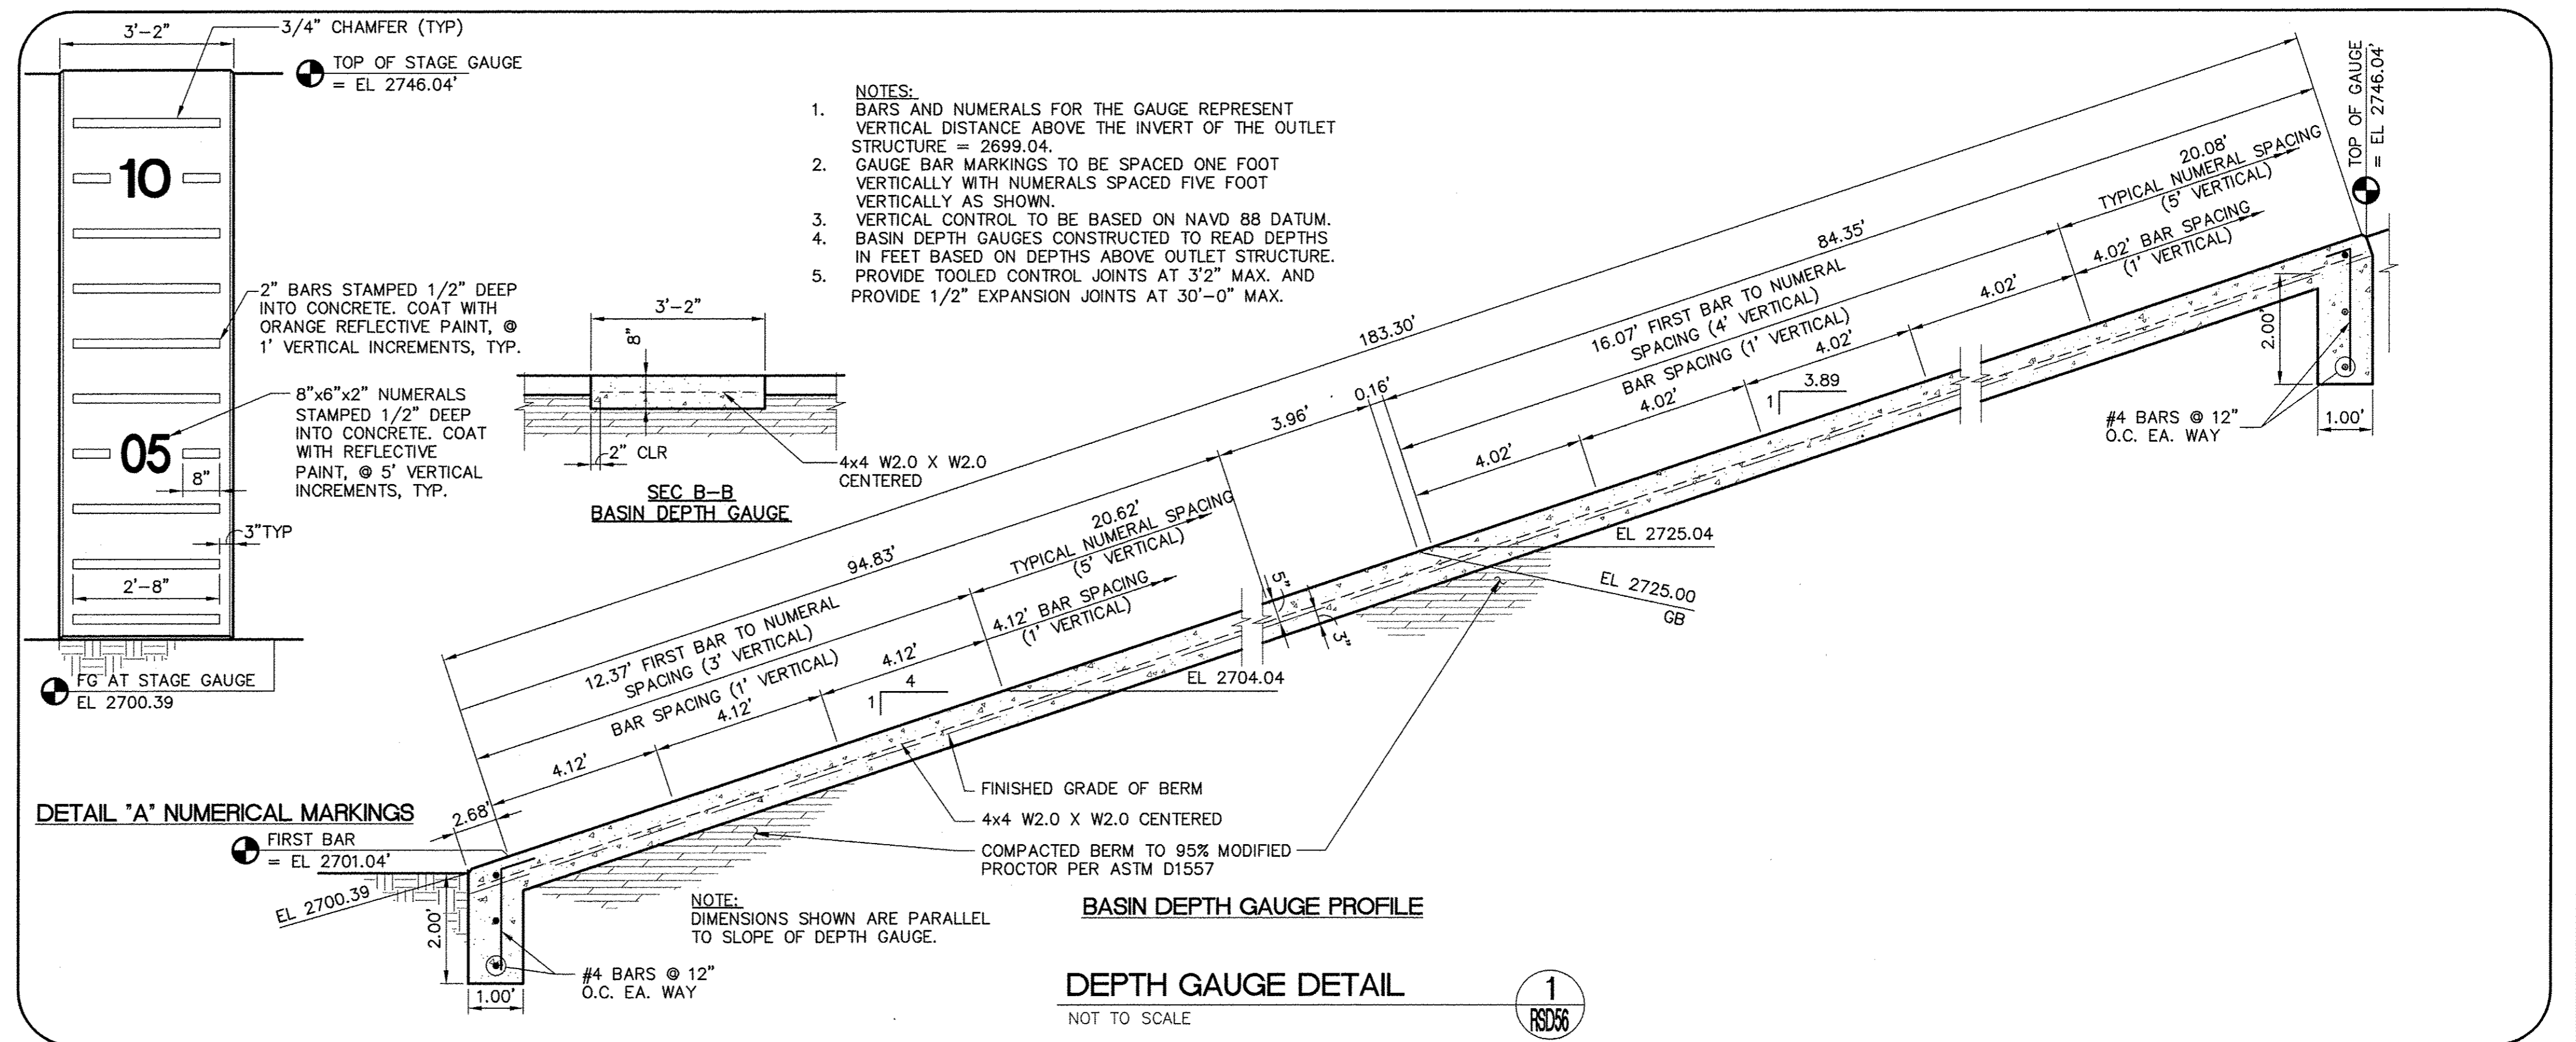 3'-2"
3/4" CHAMFER (TYP)
TOP OF STAGE GAUGE
= EL 2746.04'
10
2" BARS STAMPED 1/2" DEEP
INTO CONCRETE. COAT WITH
ORANGE REFLECTIVE PAINT, @
1' VERTICAL INCREMENTS, TYP.
8"x6"x2" NUMERALS
STAMPED 1/2" DEEP
INTO CONCRETE. COAT
WITH REFLECTIVE
PAINT, @ 5' VERTICAL
INCREMENTS, TYP.
05
8"
3"TYP
2'-8"
FG AT STAGE GAUGE
EL 2700.39
DETAIL "A" NUMERICAL MARKINGS
3'-2"
8"
2" CLR
4x4 W2.0 X W2.0
CENTERED
SEC B-B
BASIN DEPTH GAUGE
NOTES:
1. BARS AND NUMERALS FOR THE GAUGE REPRESENT
VERTICAL DISTANCE ABOVE THE INVERT OF THE OUTLET
STRUCTURE = 2699.04.
2. GAUGE BAR MARKINGS TO BE SPACED ONE FOOT
VERTICALLY WITH NUMERALS SPACED FIVE FOOT
VERTICALLY AS SHOWN.
3. VERTICAL CONTROL TO BE BASED ON NAVD 88 DATUM.
4. BASIN DEPTH GAUGES CONSTRUCTED TO READ DEPTHS
IN FEET BASED ON DEPTHS ABOVE OUTLET STRUCTURE.
5. PROVIDE TOOLED CONTROL JOINTS AT 3'2" MAX. AND
PROVIDE 1/2" EXPANSION JOINTS AT 30'-0" MAX.
183.30'
94.83'
3.96'
0.16'
84.35'
12.37' FIRST BAR TO NUMERAL
SPACING (3' VERTICAL)
BAR SPACING (1' VERTICAL)
4.12'
4.12'
4.12'
20.62'
TYPICAL NUMERAL SPACING
(5' VERTICAL)
4.12' BAR SPACING
(1' VERTICAL)
1
4
2.68'
16.07' FIRST BAR TO NUMERAL
SPACING (4' VERTICAL)
BAR SPACING (1' VERTICAL)
4.02'
4.02'
4.02'
4.02'
20.08'
TYPICAL NUMERAL SPACING
(5' VERTICAL)
4.02' BAR SPACING
(1' VERTICAL)
1
3.89
TOP OF GAUGE
= EL 2746.04'
2.00'
1.00'
#4 BARS @ 12"
O.C. EA. WAY
EL 2725.04
EL 2725.00
GB
5"
3"
EL 2704.04
FINISHED GRADE OF BERM
4x4 W2.0 X W2.0 CENTERED
COMPACTED BERM TO 95% MODIFIED
PROCTOR PER ASTM D1557
FIRST BAR
= EL 2701.04'
EL 2700.39
2.00'
1.00'
#4 BARS @ 12"
O.C. EA. WAY
NOTE:
DIMENSIONS SHOWN ARE PARALLEL
TO SLOPE OF DEPTH GAUGE.
BASIN DEPTH GAUGE PROFILE
DEPTH GAUGE DETAIL
NOT TO SCALE
1
RSD56